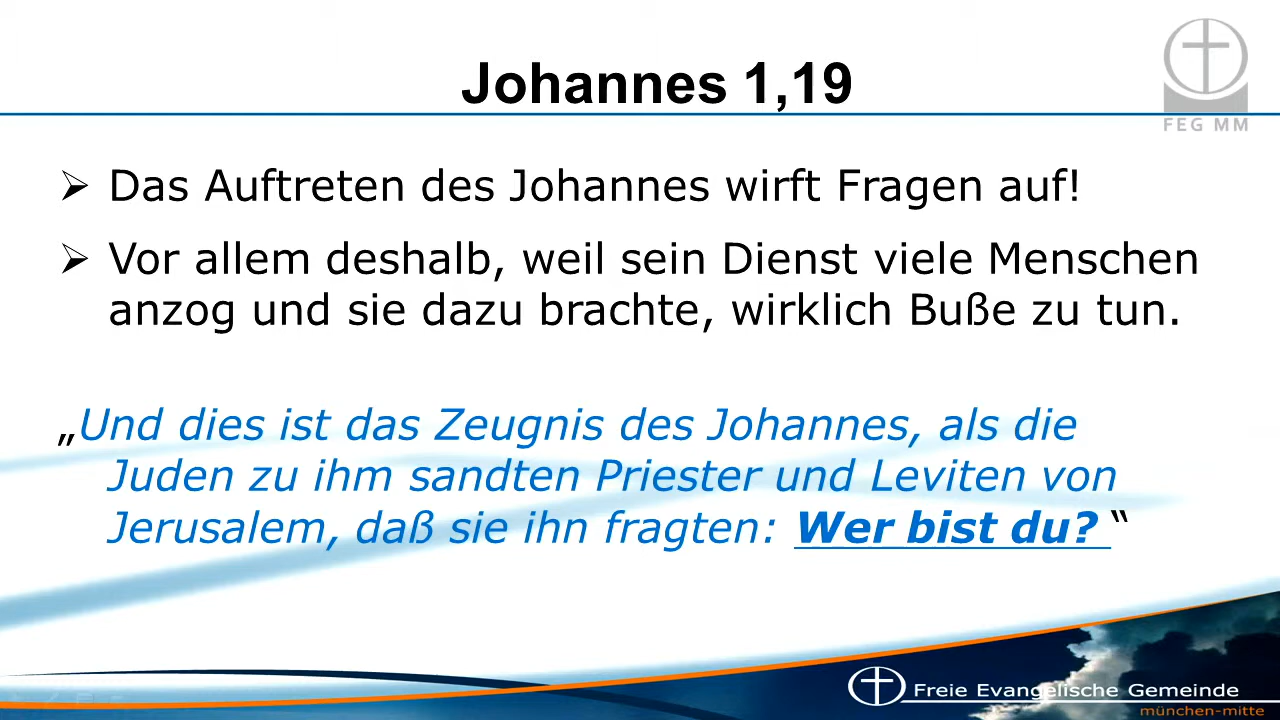 Johannes 1,19
FEG MM
➢ Das Auftreten des Johannes wirft Fragen auf!
➢ Vor allem deshalb, weil sein Dienst viele Menschen
anzog und sie dazu brachte, wirklich Buße zu tun.
„Und dies ist das Zeugnis des Johannes, als die
Juden zu ihm sandten Priester und Leviten von
Jerusalem, daß sie ihn fragten: Wer bist du? “
Freie Evangelische Gemeinde
münchen-mitte